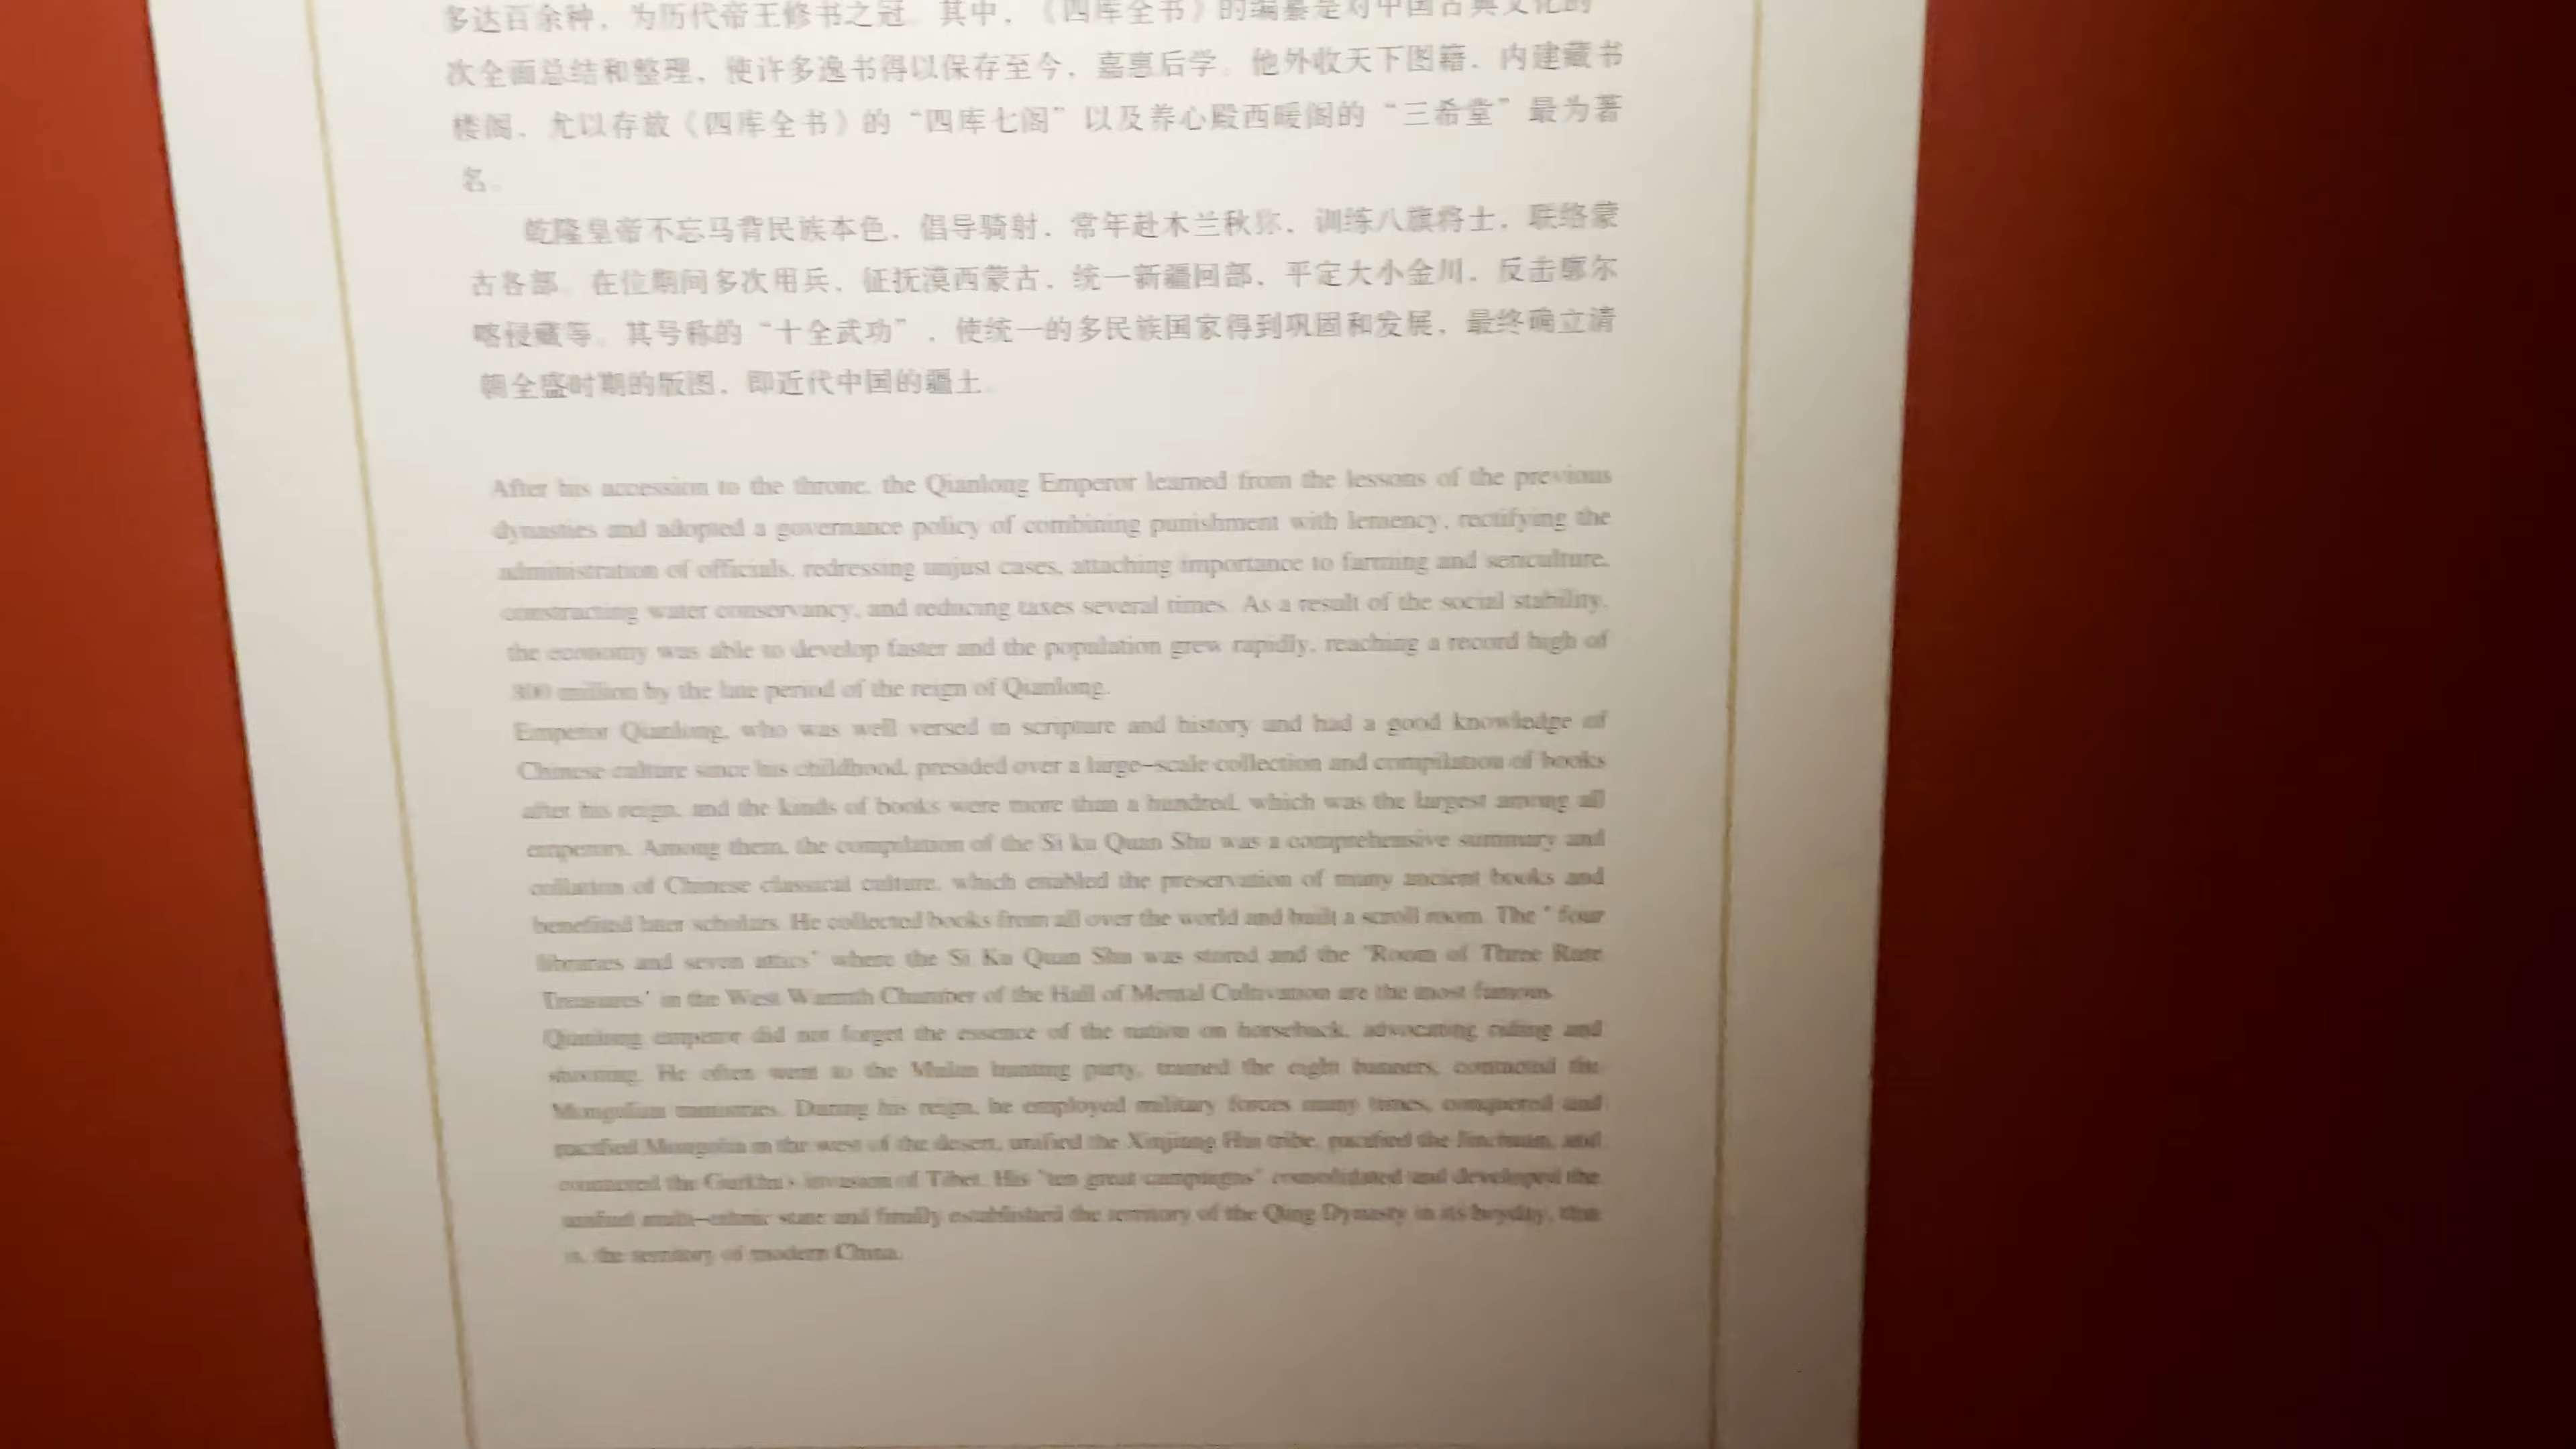 多达百余种，为历代帝王修书之冠。其中，《四库全书》的编纂是对中国古典文化的
次全面总结和整理，使许多逸书得以保存至今，嘉惠后学。他外收天下图籍，内建藏书
楼阁，尤以存放《四库全书》的“四库七阁”以及养心殿西暖阁的“三希堂”最为著
名。
乾隆皇帝不忘马背民族本色，倡导骑射，常年赴木兰秋狝，训练八旗将士，联络蒙
古各部。在位期间多次用兵，征抚漠西蒙古，统一新疆回部，平定大小金川，反击廓尔
喀侵藏等。其号称的“十全武功”，使统一的多民族国家得到巩固和发展，最终确立清
朝全盛时期的版图，即近代中国的疆土。
After his accession to the throne, the Qianlong Emperor learned from the lessons of the previous
dynasties and adopted a governance policy of combining punishment with leniency, rectifying the
administration of officials, redressing unjust cases, attaching importance to farming and sericulture,
constructing water conservancy, and reducing taxes several times. As a result of the social stability,
the economy was able to develop faster and the population grew rapidly, reaching a record high of
300 million by the late period of the reign of Qianlong.
Emperor Qianlong, who was well versed in scripture and history and had a good knowledge of
Chinese culture since his childhood, presided over a large-scale collection and compilation of books
after his reign, and the kinds of books were more than a hundred, which was the largest among all
emperors. Among them, the compilation of the Si ku Quan Shu was a comprehensive summary and
collation of Chinese classical culture, which enabled the preservation of many ancient books and
benefited later scholars. He collected books from all over the world and built a scroll room. The " four
libraries and seven attics" where the Si Ku Quan Shu was stored and the "Room of Three Rare
Treasures" in the West Warmth Chamber of the Hall of Mental Cultivation are the most famous.
Qianlong emperor did not forget the essence of the nation on horseback, advocating riding and
shooting. He often went to the Mulan hunting party, trained the eight banners, contacted the
Mongolian territories. During his reign, he employed military forces many times, conquered and
pacified Mongolia in the west of the desert, unified the Xinjiang Hui tribe, pacified the Jinchuan, and
countered the Gurkha's invasion of Tibet. His "ten great campaigns" consolidated and developed the
unified multi-ethnic state and finally established the territory of the Qing Dynasty in its heyday, that
is, the territory of modern China.